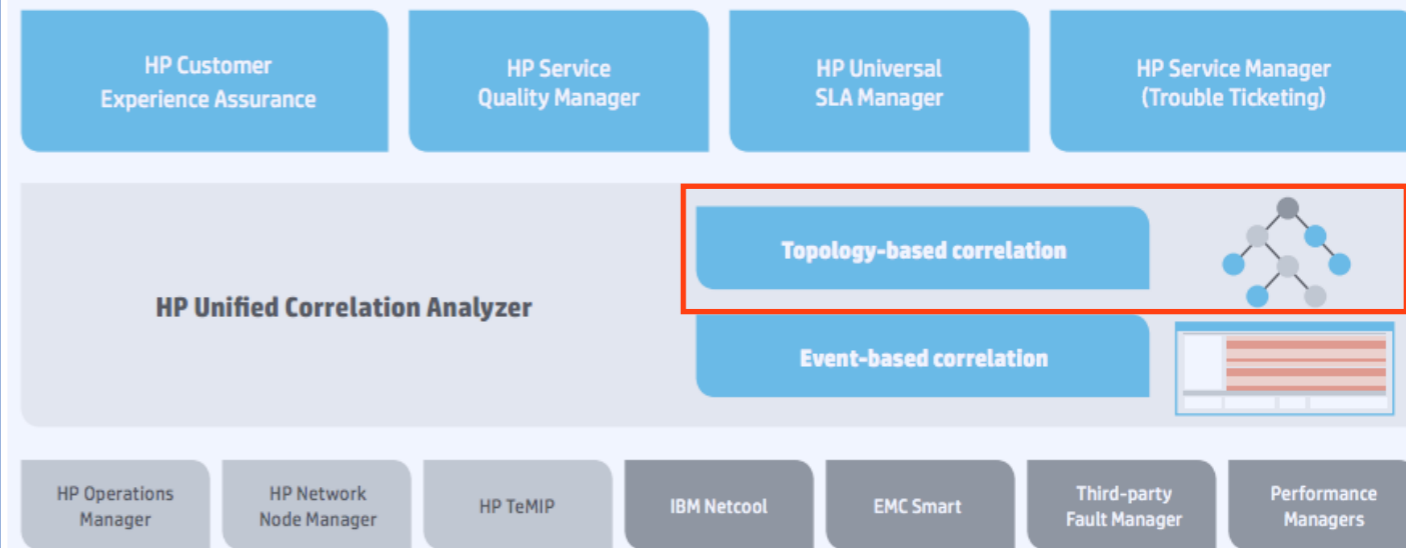 HP Customer
Experience Assurance
HP Service
Quality Manager
HP Universal
SLA Manager
HP Service Manager
(Trouble Ticketing)
HP Unified Correlation Analyzer
Topology-based correlation
Event-based correlation
HP Operations
Manager
HP Network
Node Manager
HP TeMIP
IBM Netcool
EMC Smart
Third-party
Fault Manager
Performance
Managers